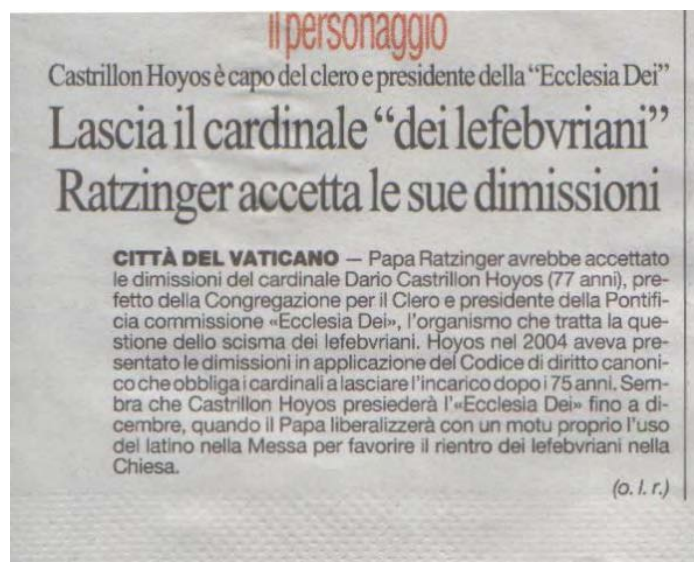 il personaggio
Castrillon Hoyos è capo del clero e presidente della “Ecclesia Dei”
Lascia il cardinale “dei lefebvriani”
Ratzinger accetta le sue dimissioni
CITTÀ DEL VATICANO — Papa Ratzinger avrebbe accettato
le dimissioni del cardinale Dario Castrillon Hoyos (77 anni), pre-
fetto della Congregazione per il Clero e presidente della Pontifi-
cia commissione «Ecclesia Dei», l'organismo che tratta la que-
stione dello scisma dei lefebvriani. Hoyos nel 2004 aveva pre-
sentato le dimissioni in applicazione del Codice di diritto canoni-
co che obbliga i cardinali a lasciare l'incarico dopo i 75 anni. Sem-
bra che Castrillon Hoyos presiederà l'«Ecclesia Dei» fino a di-
cembre, quando il Papa liberalizzerà con un motu proprio l'uso
del latino nella Messa per favorire il rientro dei lefebvriani nella
Chiesa.
(o. l. r.)